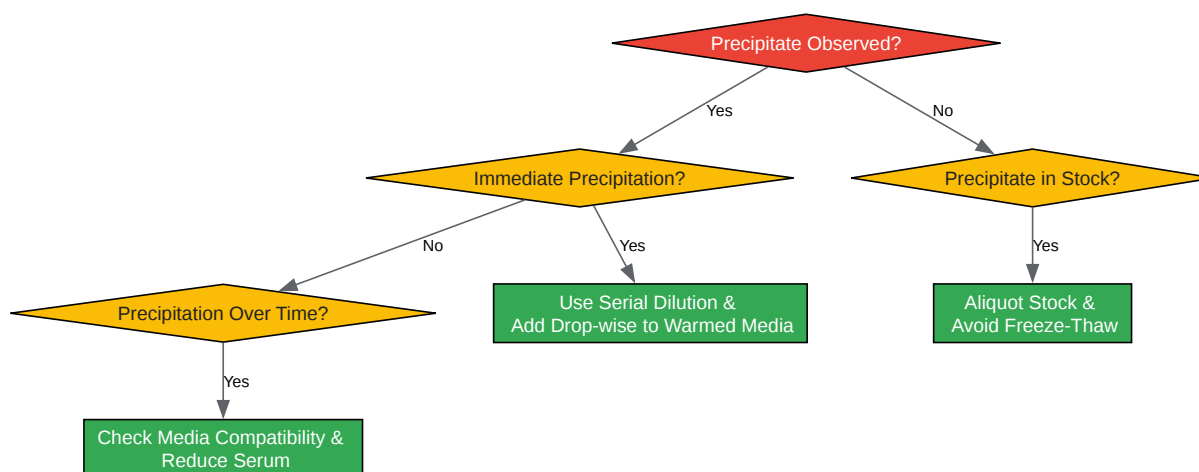 Precipitate Observed?
Yes
No
Immediate Precipitation?
Precipitate in Stock?
No
Yes
Yes
Precipitation Over Time?
Use Serial Dilution &
Add Drop-wise to Warmed Media
Aliquot Stock &
Avoid Freeze-Thaw
Yes
Check Media Compatibility &
Reduce Serum